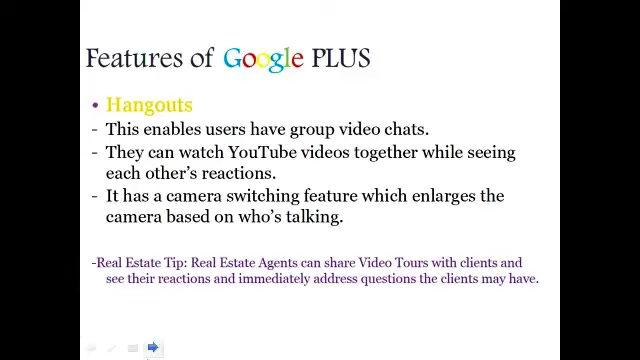 Features of Google PLUS
• Hangouts
- This enables users have group video chats.
- They can watch YouTube videos together while seeing
each other's reactions.
- It has a camera switching feature which enlarges the
camera based on who's talking.
-Real Estate Tip: Real Estate Agents can share Video Tours with clients and
see their reactions and immediately address questions the clients may have.